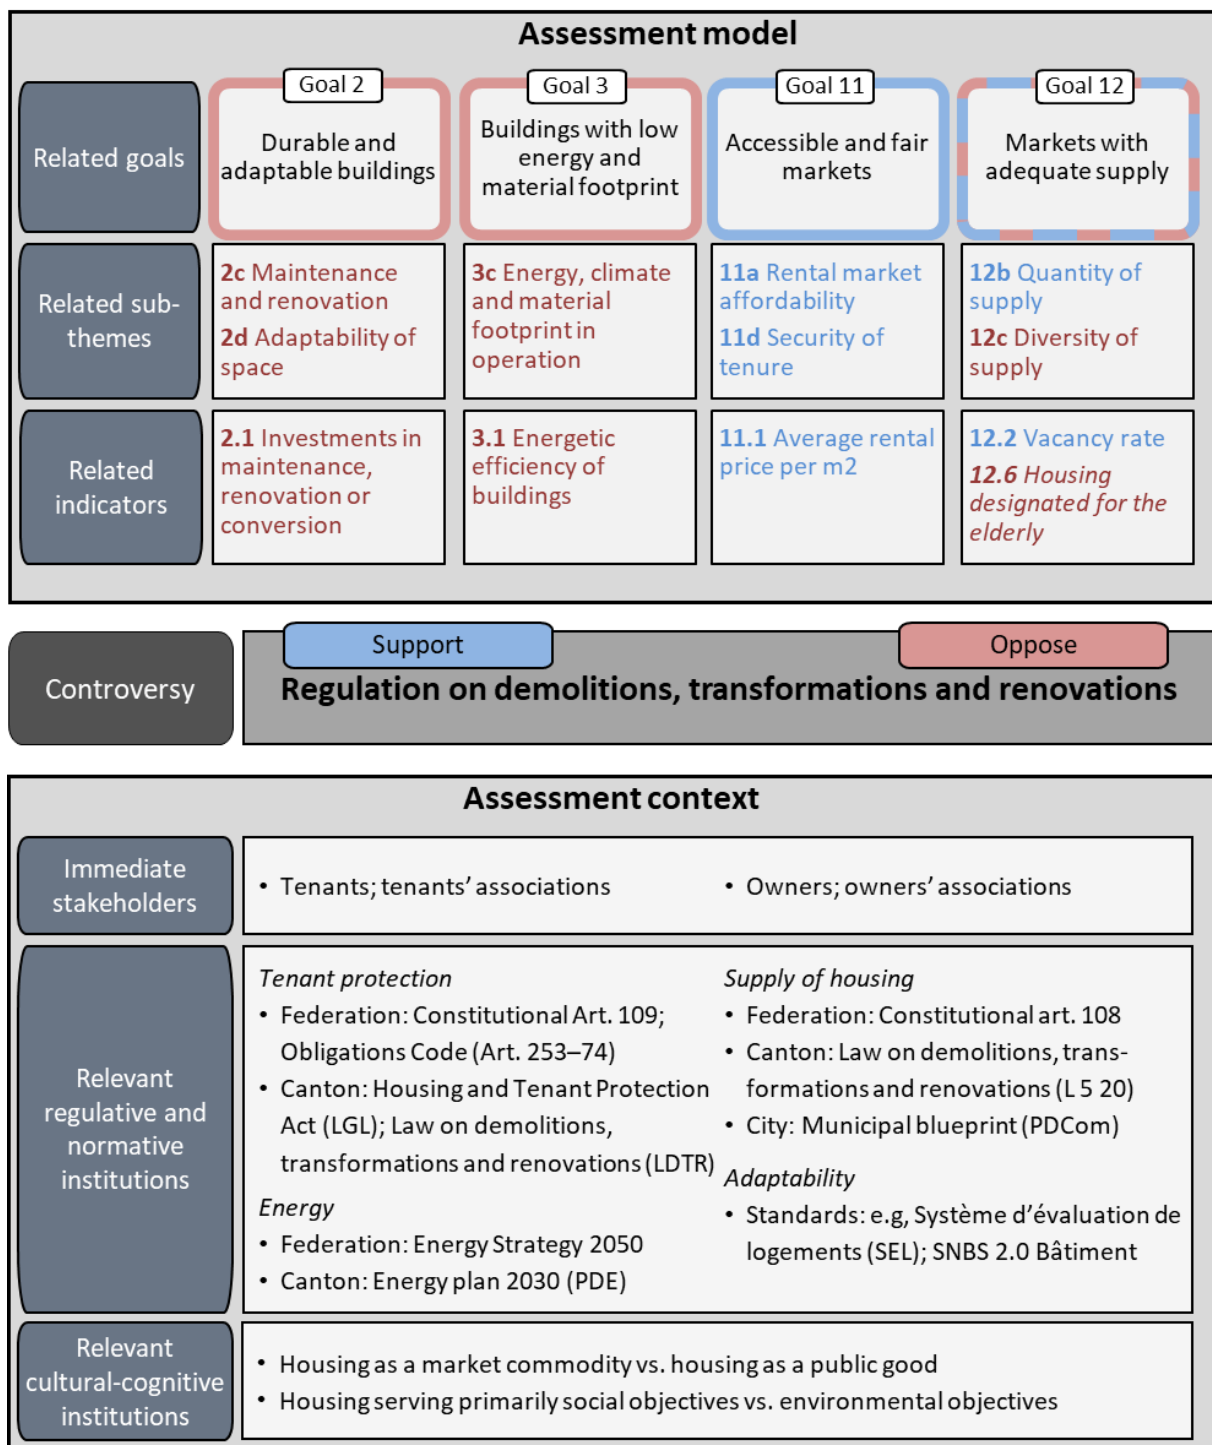 Assessment model
Related goals
Goal 2
Durable and
adaptable buildings
Goal 3
Buildings with low
energy and
material footprint
Goal 11
Accessible and fair
markets
Goal 12
Markets with
adequate supply
Related sub-
themes
2c Maintenance
and renovation
2d Adaptability of
space
3c Energy, climate
and material
footprint in
operation
11a Rental market
affordability
11d Security of
tenure
12b Quantity of
supply
12c Diversity of
supply
Related
indicators
2.1 Investments in
maintenance,
renovation or
conversion
3.1 Energetic
efficiency of
buildings
11.1 Average rental
price per m2
12.2 Vacancy rate
12.6 Housing
designated for the
elderly
Controversy
Support
Oppose
Regulation on demolitions, transformations and renovations
Assessment context
Immediate
stakeholders
• Tenants; tenants’ associations
• Owners; owners’ associations
Relevant
regulative and
normative
institutions
Tenant protection
• Federation: Constitutional Art. 109;
Obligations Code (Art. 253–74)
• Canton: Housing and Tenant Protection
Act (LGL); Law on demolitions,
transformations and renovations (LDTR)
Energy
• Federation: Energy Strategy 2050
• Canton: Energy plan 2030 (PDE)
Supply of housing
• Federation: Constitutional art. 108
• Canton: Law on demolitions, trans-
formations and renovations (L 5 20)
• City: Municipal blueprint (PDCom)
Adaptability
• Standards: e.g, Système d’évaluation de
logements (SEL); SNBS 2.0 Bâtiment
Relevant
cultural-cognitive
institutions
• Housing as a market commodity vs. housing as a public good
• Housing serving primarily social objectives vs. environmental objectives